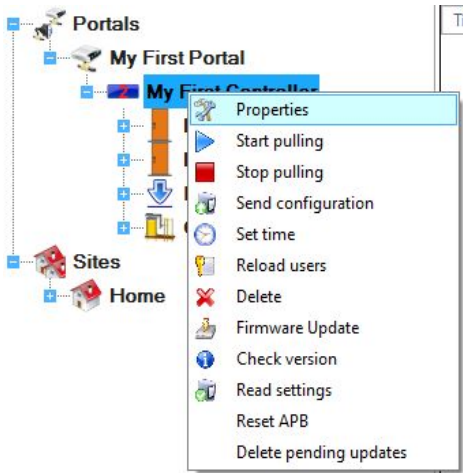 Portals
My First Portal
My First Controller
Properties
Start pulling
Stop pulling
Send configuration
Set time
Reload users
Delete
Firmware Update
Check version
Read settings
Reset APB
Delete pending updates
Sites
Home